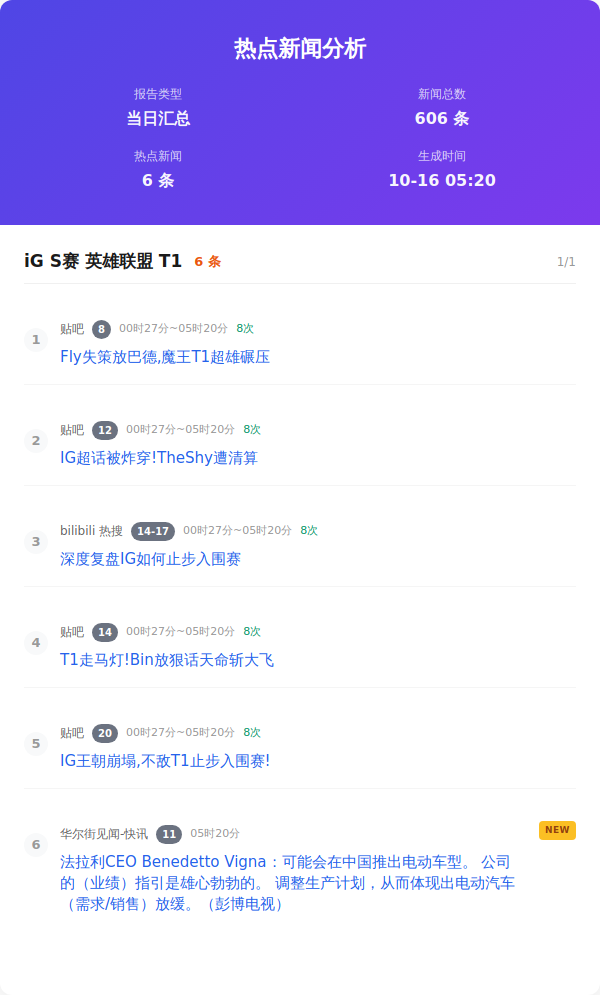 热点新闻分析
报告类型
当日汇总
新闻总数
606 条
热点新闻
6 条
生成时间
10-16 05:20
iG S赛 英雄联盟 T1 6 条 1/1
1
贴吧 8 00时27分~05时20分 8次
Fly失策放巴德,魔王T1超雄碾压
2
贴吧 12 00时27分~05时20分 8次
IG超话被炸穿!TheShy遭清算
3
bilibili 热搜 14-17 00时27分~05时20分 8次
深度复盘IG如何止步入围赛
4
贴吧 14 00时27分~05时20分 8次
T1走马灯!Bin放狠话天命斩大飞
5
贴吧 20 00时27分~05时20分 8次
IG王朝崩塌,不敌T1止步入围赛!
6
华尔街见闻-快讯 11 05时20分 NEW
法拉利CEO Benedetto Vigna：可能会在中国推出电动车型。 公司
的（业绩）指引是雄心勃勃的。 调整生产计划，从而体现出电动汽车
（需求/销售）放缓。（彭博电视）